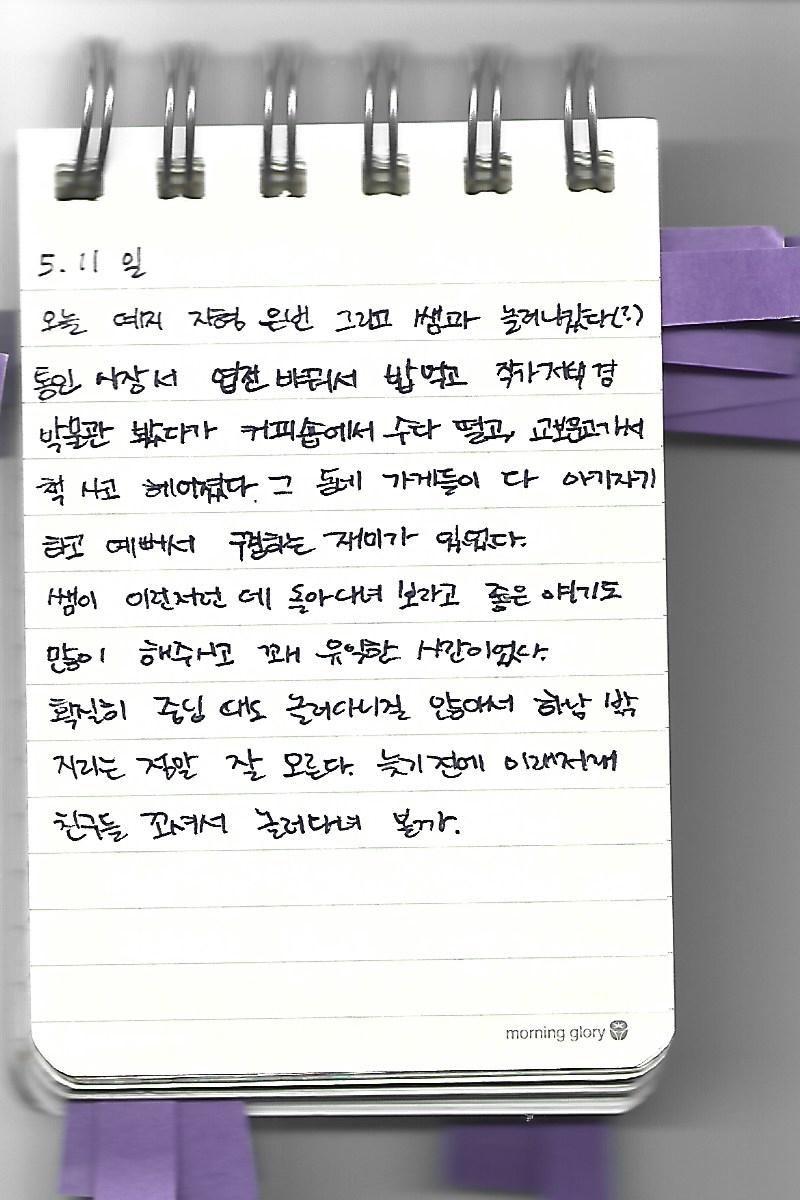 5. 11 일
오늘 예지 지형 은빈 그리고 쌤과 놀러나갔다(?)
통인 시장서 엽전 바꿔서 밥 먹고 작가저택 겸
박물관 봤다가 커피숍에서 수다 떨고, 교보문고가서
책 사고 헤어졌다. 그 동네 가게들이 다 아기자기
하고 예뻐서 구경하는 재미가 있었다.
쌤이 이런저런 데 돌아다녀 보라고 좋은 얘기도
많이 해주시고 꽤 유익한 시간이었다.
확실히 중딩 때도 놀러다니질 않아서 하남 밖
지리는 정말 잘 모른다. 늦기 전에 이래저래
친구들 꼬셔서 놀러다녀 볼까.
morning glory